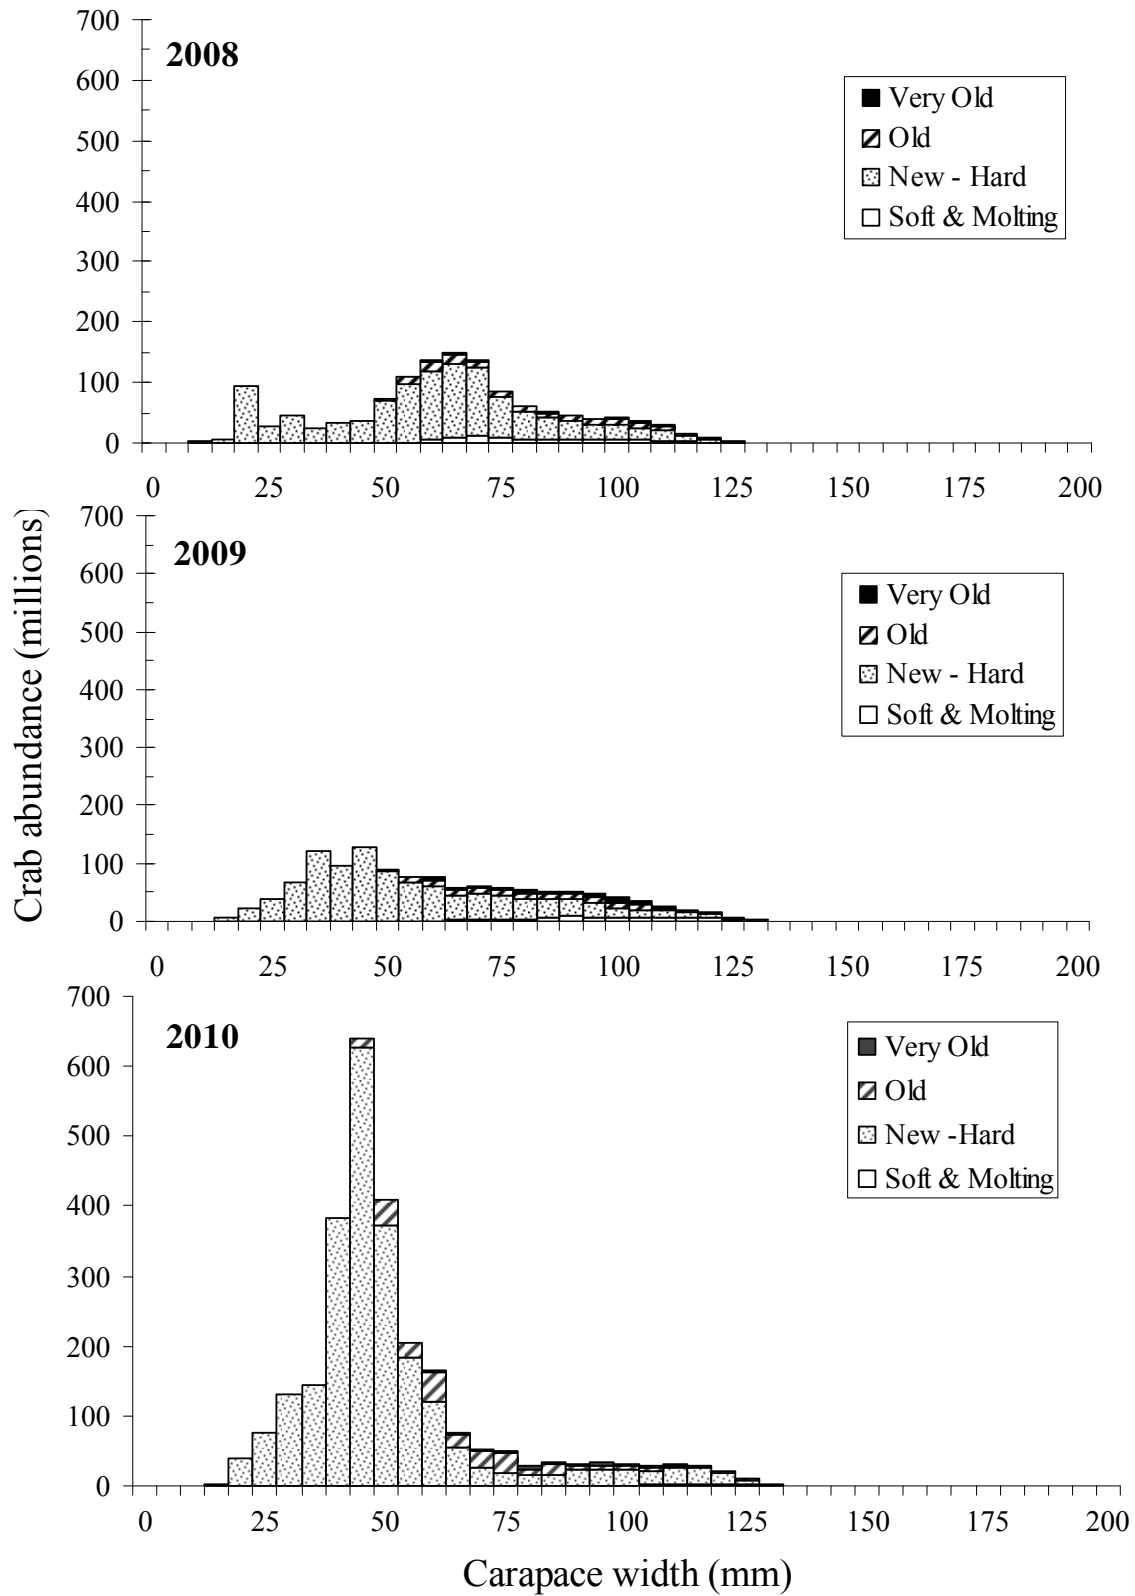 700
2008
600
500
400
300
200
100
0
Very Old
Old
New - Hard
Soft & Molting
0 25 50 75 100 125 150 175 200
Crab abundance (millions)
700
2009
600
500
400
300
200
100
0
Very Old
Old
New - Hard
Soft & Molting
0 25 50 75 100 125 150 175 200
700
2010
600
500
400
300
200
100
0
Very Old
Old
New -Hard
Soft & Molting
0 25 50 75 100 125 150 175 200
Carapace width (mm)